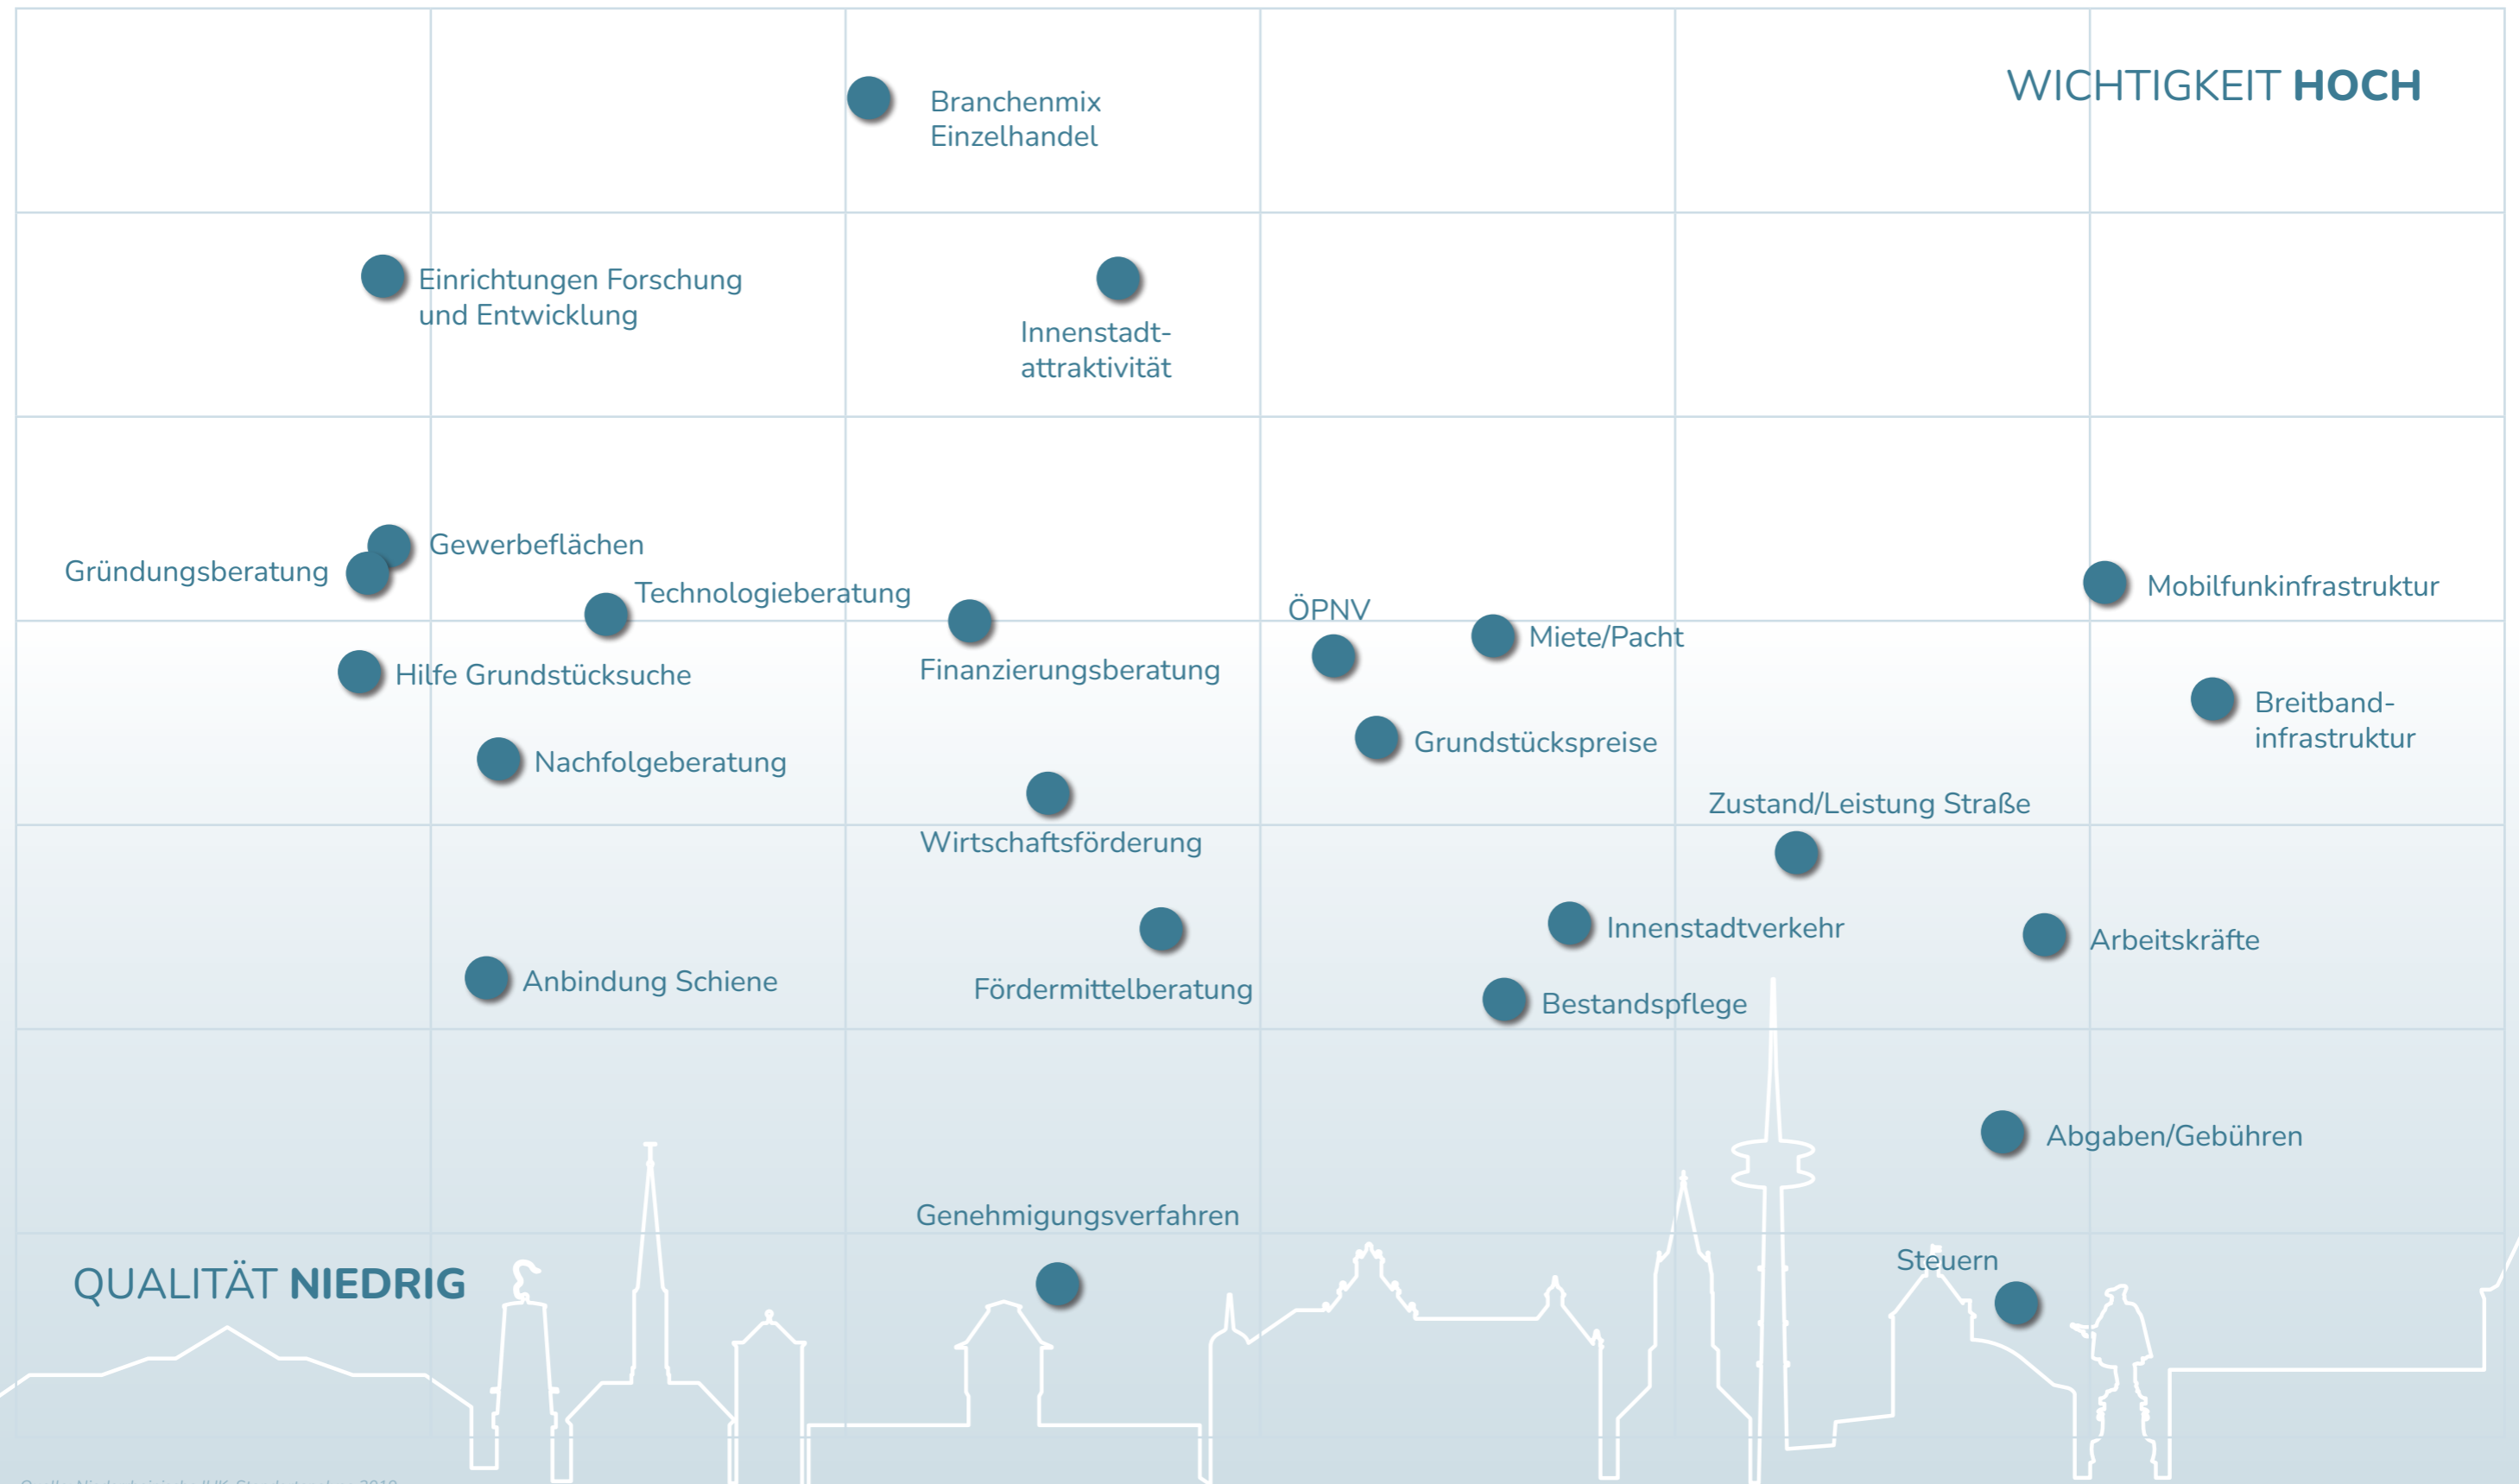 WICHTIGKEIT HOCH
Branchenmix
Einzelhandel
Einrichtungen Forschung
und Entwicklung
Innenstadt-
attraktivität
Gewerbeflächen
Gründungsberatung
Technologieberatung
Mobilfunkinfrastruktur
ÖPNV
Miete/Pacht
Finanzierungsberatung
Hilfe Grundstücksuche
Breitband-
infrastruktur
Grundstückspreise
Nachfolgeberatung
Zustand/Leistung Straße
Wirtschaftsförderung
Innenstadtverkehr
Arbeitskräfte
Anbindung Schiene
Fördermittelberatung
Bestandspflege
Abgaben/Gebühren
Genehmigungsverfahren
Steuern
QUALITÄT NIEDRIG